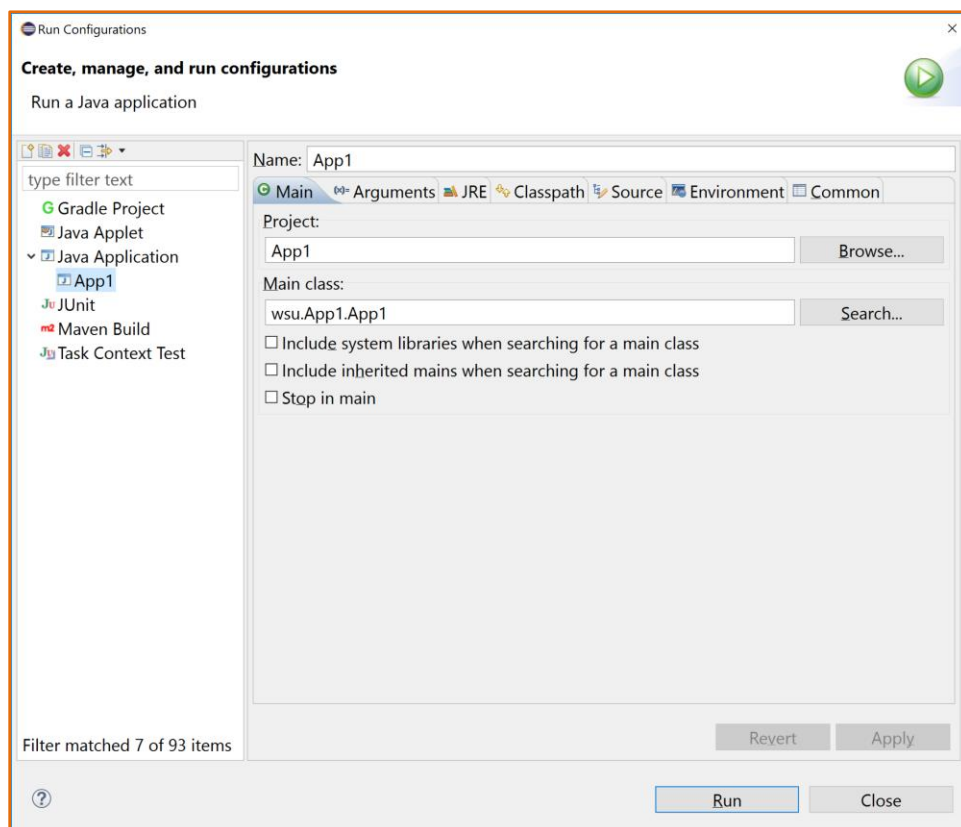 Run Configurations
Create, manage, and run configurations
Run a Java application
type filter text
Gradle Project
Java Applet
Java Application
App1
JUnit
Maven Build
Task Context Test
Filter matched 7 of 93 items
Name: App1
Main (x)= Arguments JRE Classpath Source Environment Common
Project:
App1 Browse...
Main class:
wsu.App1.App1 Search...
Include system libraries when searching for a main class
Include inherited mains when searching for a main class
Stop in main
Revert Apply
? Run Close